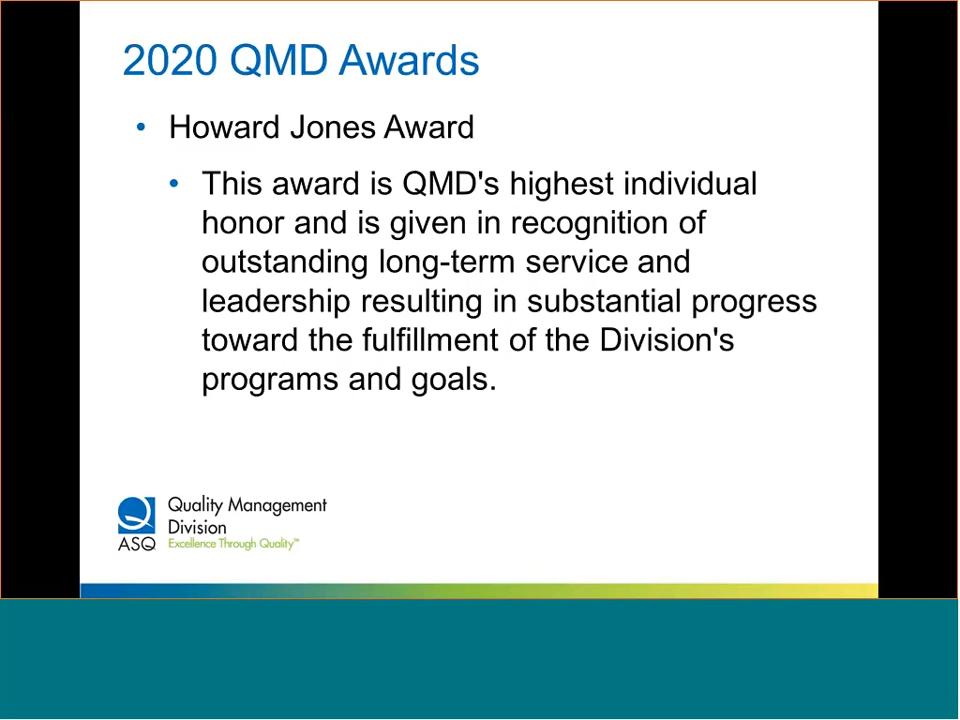 2020 QMD Awards
• Howard Jones Award
• This award is QMD's highest individual
honor and is given in recognition of
outstanding long-term service and
leadership resulting in substantial progress
toward the fulfillment of the Division's
programs and goals.
Quality Management
Division
ASQ Excellence Through Quality™